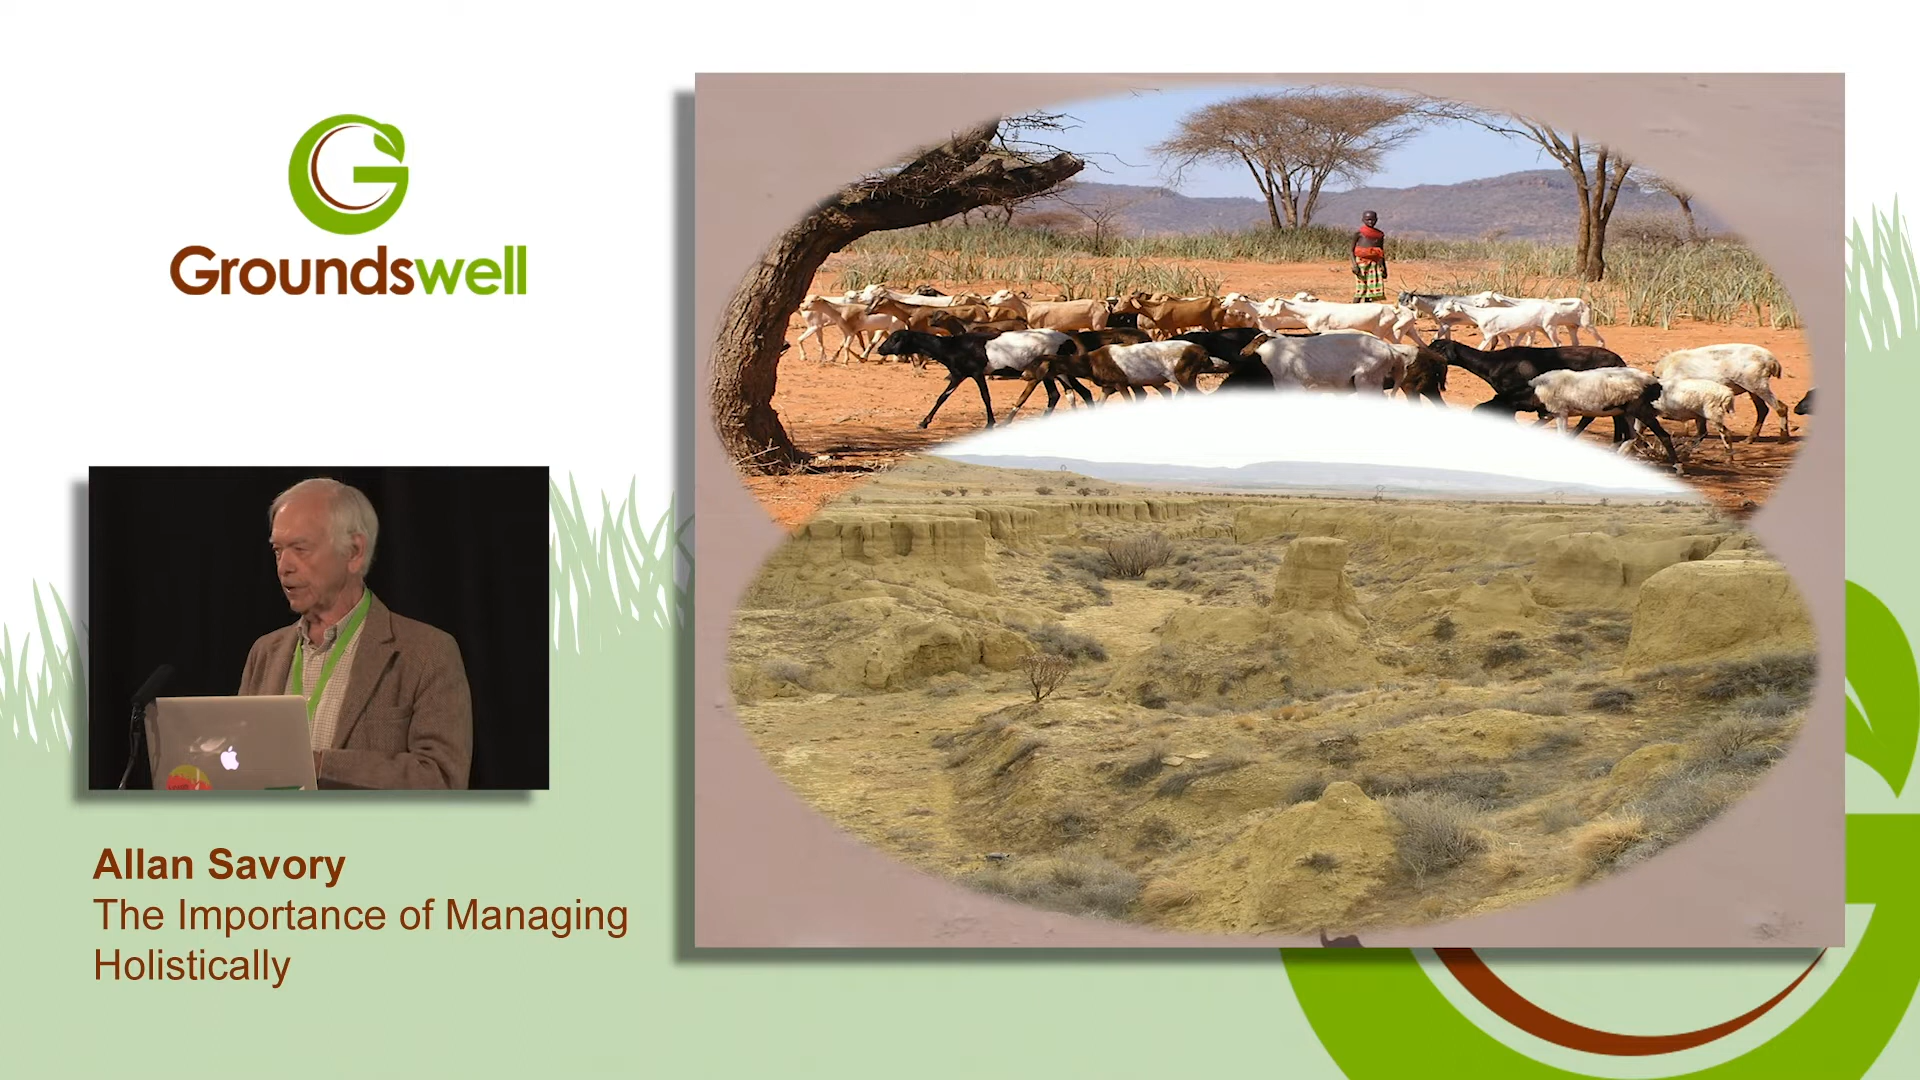 Groundswell
Allan Savory
The Importance of Managing
Holistically